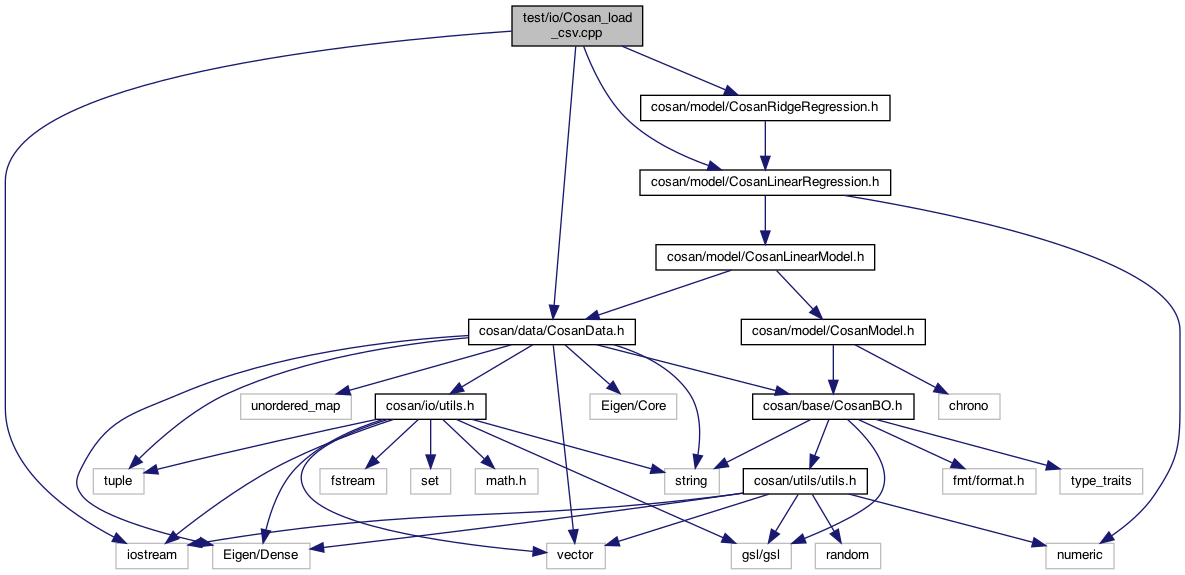 test/io/Cosan_load
_csv.cpp
cosan/model/CosanRidgeRegression.h
cosan/model/CosanLinearRegression.h
cosan/model/CosanLinearModel.h
cosan/data/CosanData.h
cosan/model/CosanModel.h
unordered_map
cosan/io/utils.h
Eigen/Core
cosan/base/CosanBO.h
chrono
tuple
fstream
set
math.h
string
cosan/utils/utils.h
fmt/format.h
type_traits
iostream
Eigen/Dense
vector
gsl/gsl
random
numeric